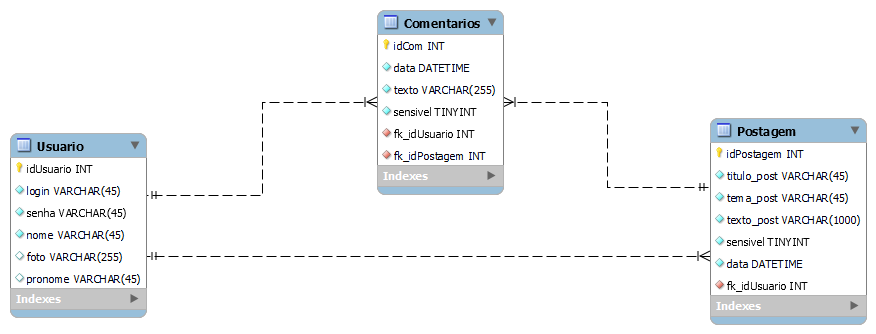 Comentarios
idCom INT
data DATETIME
texto VARCHAR(255)
sensivel TINYINT
fk_idUsuario INT
fk_idPostagem INT
Indexes
Usuario
idUsuario INT
login VARCHAR(45)
senha VARCHAR(45)
nome VARCHAR(45)
foto VARCHAR(255)
pronome VARCHAR(45)
Indexes
Postagem
idPostagem INT
titulo_post VARCHAR(45)
tema_post VARCHAR(45)
texto_post VARCHAR(1000)
sensivel TINYINT
data DATETIME
fk_idUsuario INT
Indexes